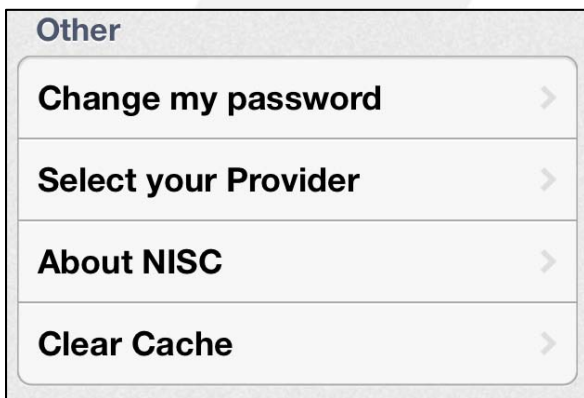 Other
Change my password
Select your Provider
About NISC
Clear Cache